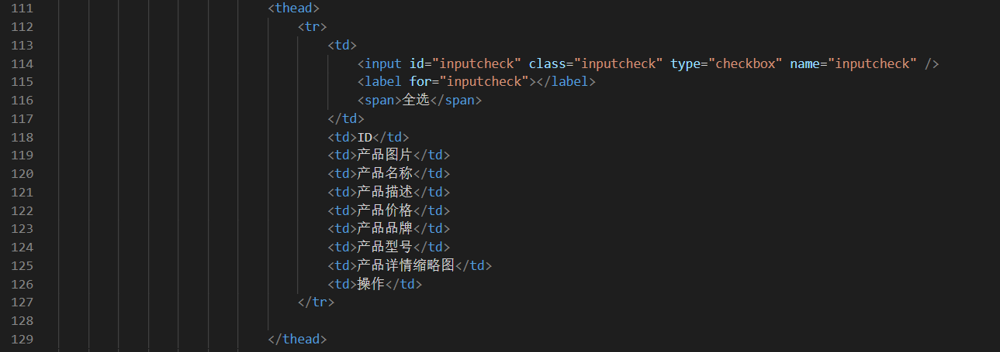 111 <thead>
112 <tr>
113 <td>
114 <input id="inputcheck" class="inputcheck" type="checkbox" name="inputcheck" />
115 <label for="inputcheck"></label>
116 <span>全选</span>
117 </td>
118 <td>ID</td>
119 <td>产品图片</td>
120 <td>产品名称</td>
121 <td>产品描述</td>
122 <td>产品价格</td>
123 <td>产品品牌</td>
124 <td>产品型号</td>
125 <td>产品详情缩略图</td>
126 <td>操作</td>
127 </tr>
128
129 </thead>